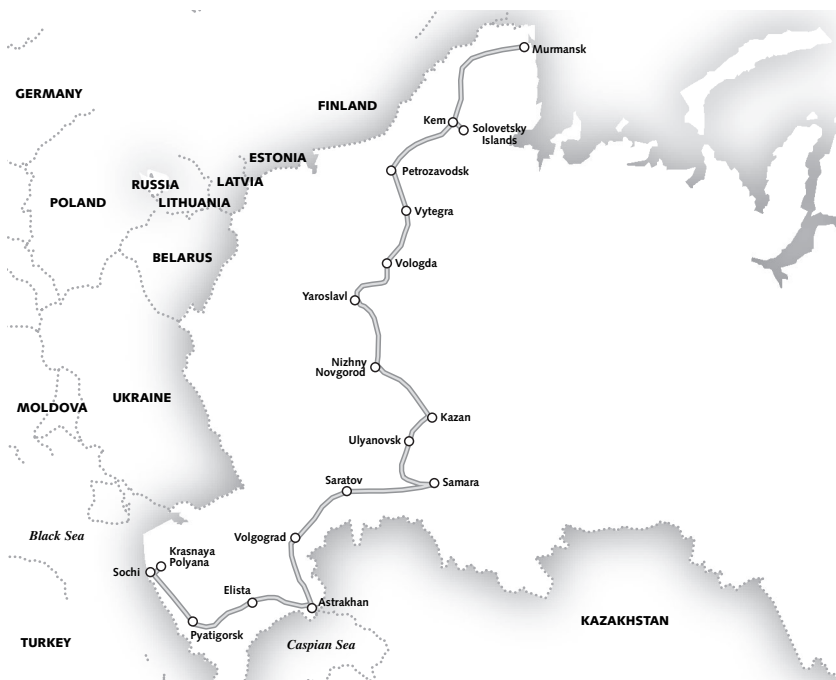 Murmansk
GERMANY
FINLAND
Kem
Solovetsky
Islands
ESTONIA
Petrozavodsk
LATVIA
RUSSIA
LITHUANIA
POLAND
Vytegra
BELARUS
Vologda
Yaroslavl
Nizhny
Novgorod
UKRAINE
MOLDOVA
Kazan
Ulyanovsk
Saratov
Samara
Black Sea
Volgograd
Krasnaya
Polyana
Sochi
Elista
Astrakhan
KAZAKHSTAN
Pyatigorsk
TURKEY
Caspian Sea